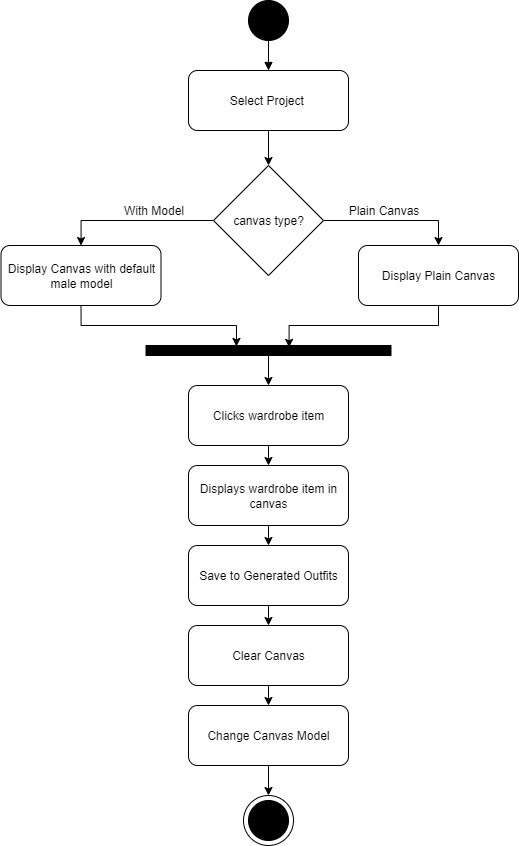 Select Project
canvas type?
With Model
Plain Canvas
Display Canvas with default
male model
Display Plain Canvas
Clicks wardrobe item
Displays wardrobe item in
canvas
Save to Generated Outfits
Clear Canvas
Change Canvas Model